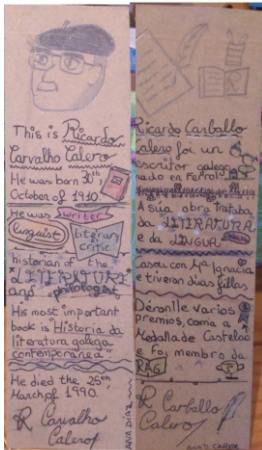 This is Ricardo
Carvalho Calero
He was born 30th,
October of 1910.
He was writer
linguist literary
critic
historian of the
LITERATURE
and philologist.
His most important
book is "Historia da
literatura galega
contemporánea"
He died the 25th,
March of 1990.
R Carvalho
Calero
ANA DÍAZ
Ricardo Carballo
Calero foi un
escritor galego
nado en Ferrol
A súa obra trataba
da LITERATURA
e da LINGUA
Casou con Mª Ignacia
e tiveron dúas fillas
Déronlle varios
premios, coma a
Medalla de Castelao
e foi membro da
RAG
R Carballo
Calero